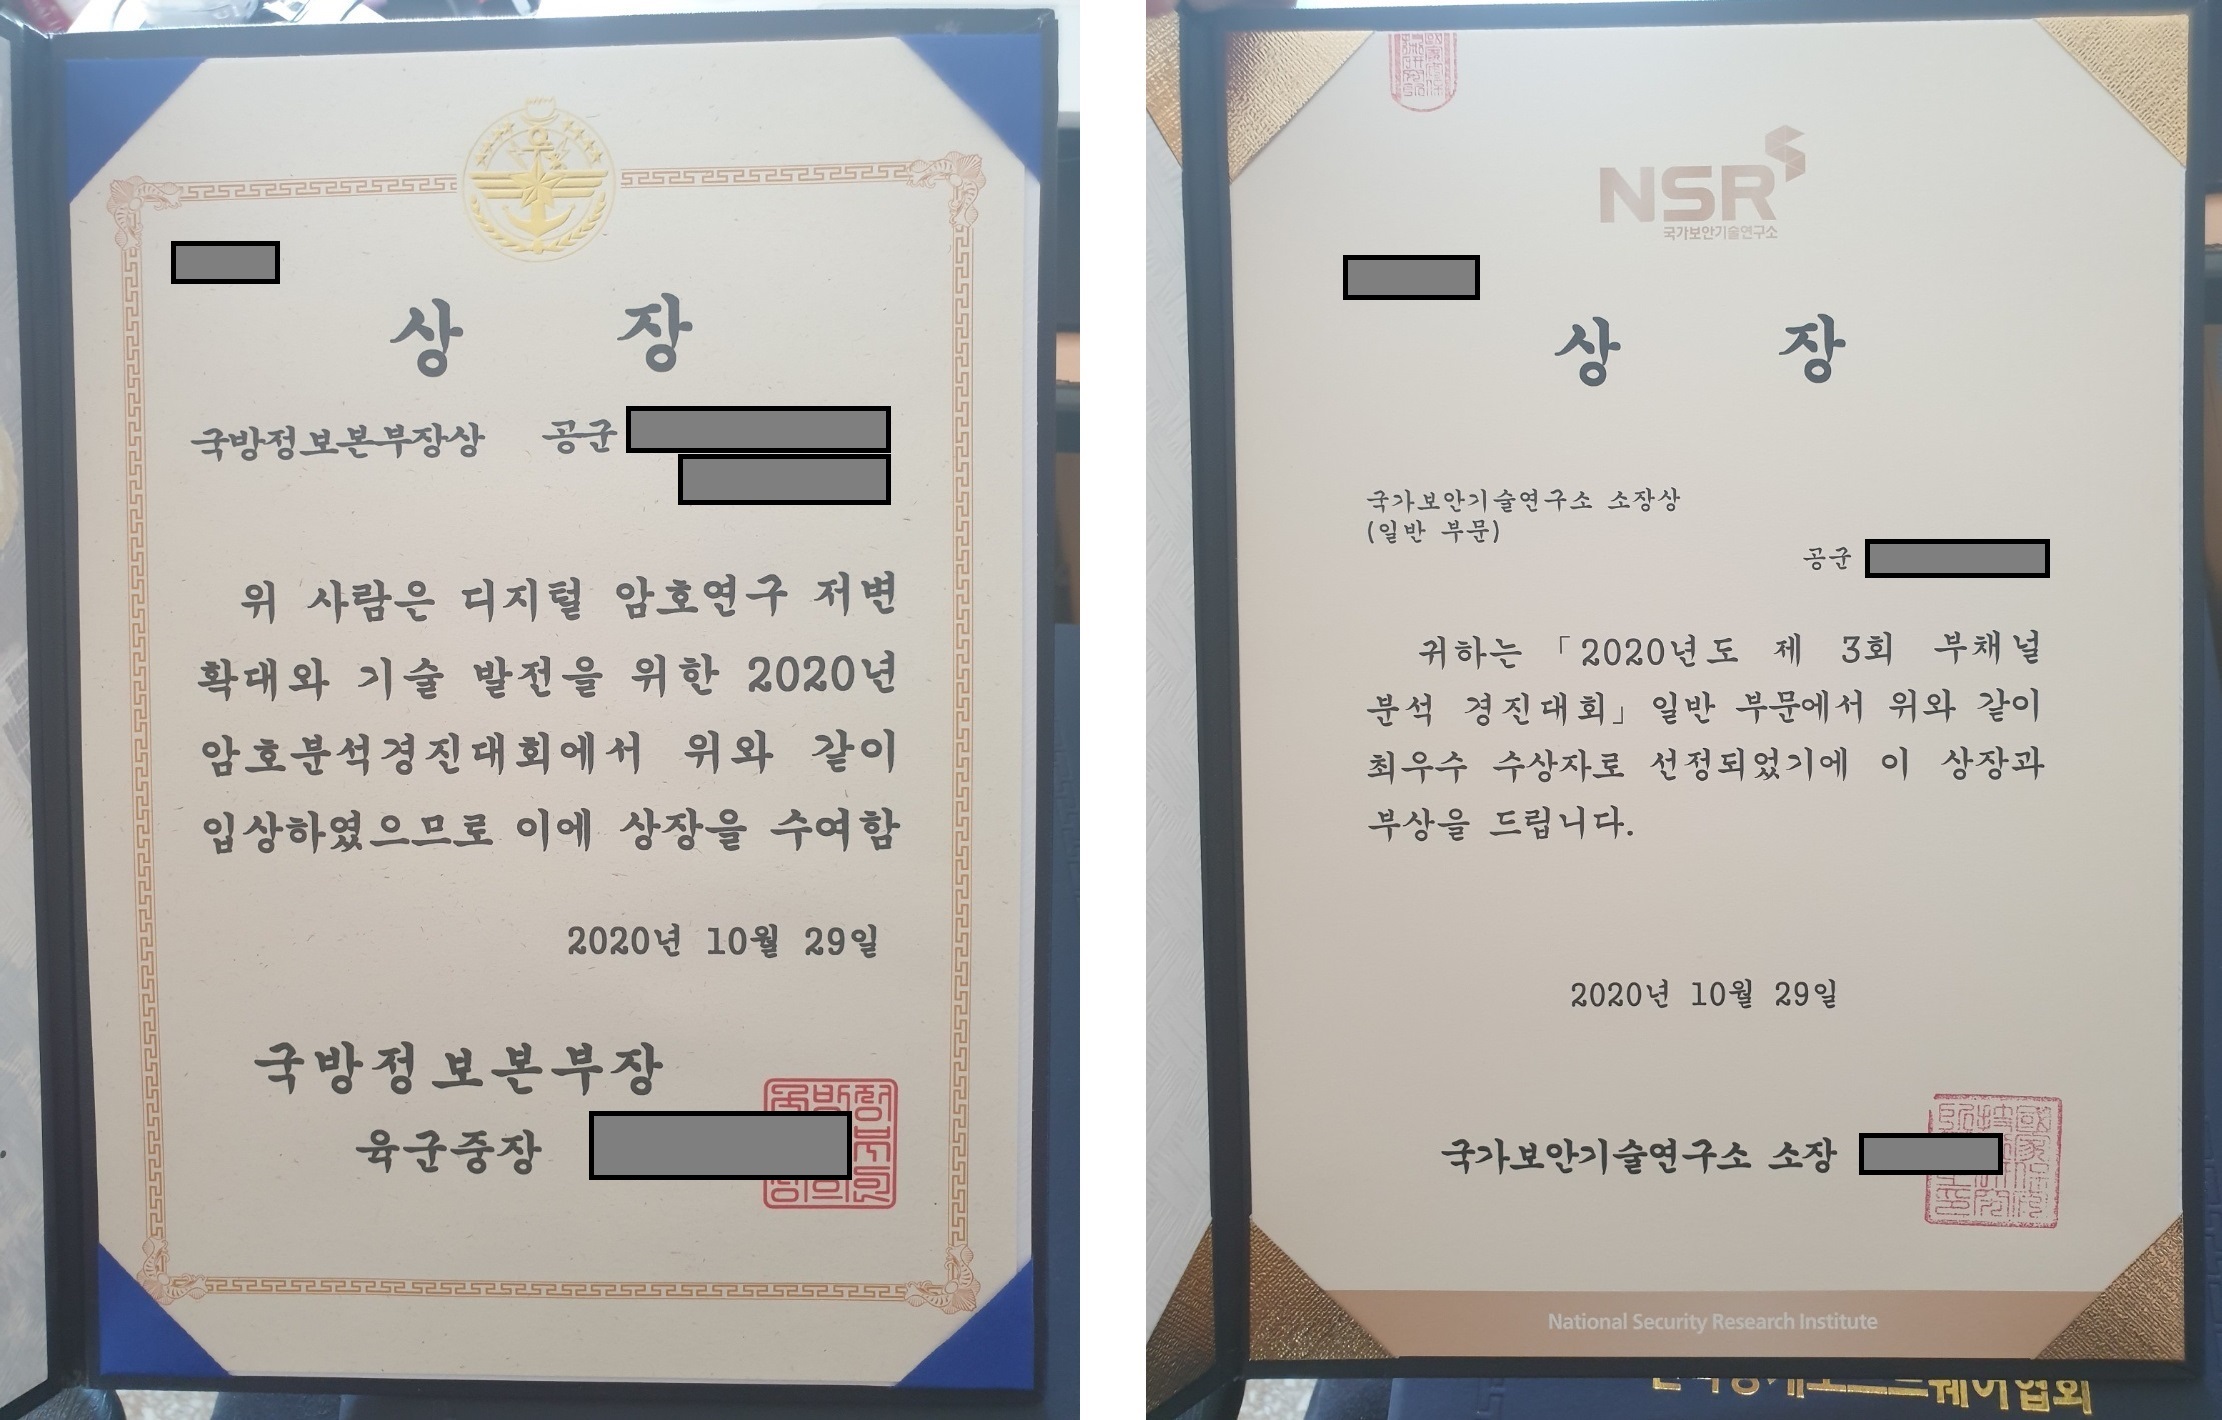 상 장
국방정보본부장상 공군
위 사람은 디지털 암호연구 저변
확대와 기술 발전을 위한 2020년
암호분석경진대회에서 위와 같이
입상하였으므로 이에 상장을 수여함
2020년 10월 29일
국방정보본부장
육군중장
NSR
국가보안기술연구소
상 장
국가보안기술연구소 소장상
(일반 부문)
공군
귀하는 「2020년도 제 3회 부채널
분석 경진대회」 일반 부문에서 위와 같이
최우수 수상자로 선정되었기에 이 상장과
부상을 드립니다.
2020년 10월 29일
국가보안기술연구소 소장
National Security Research Institute